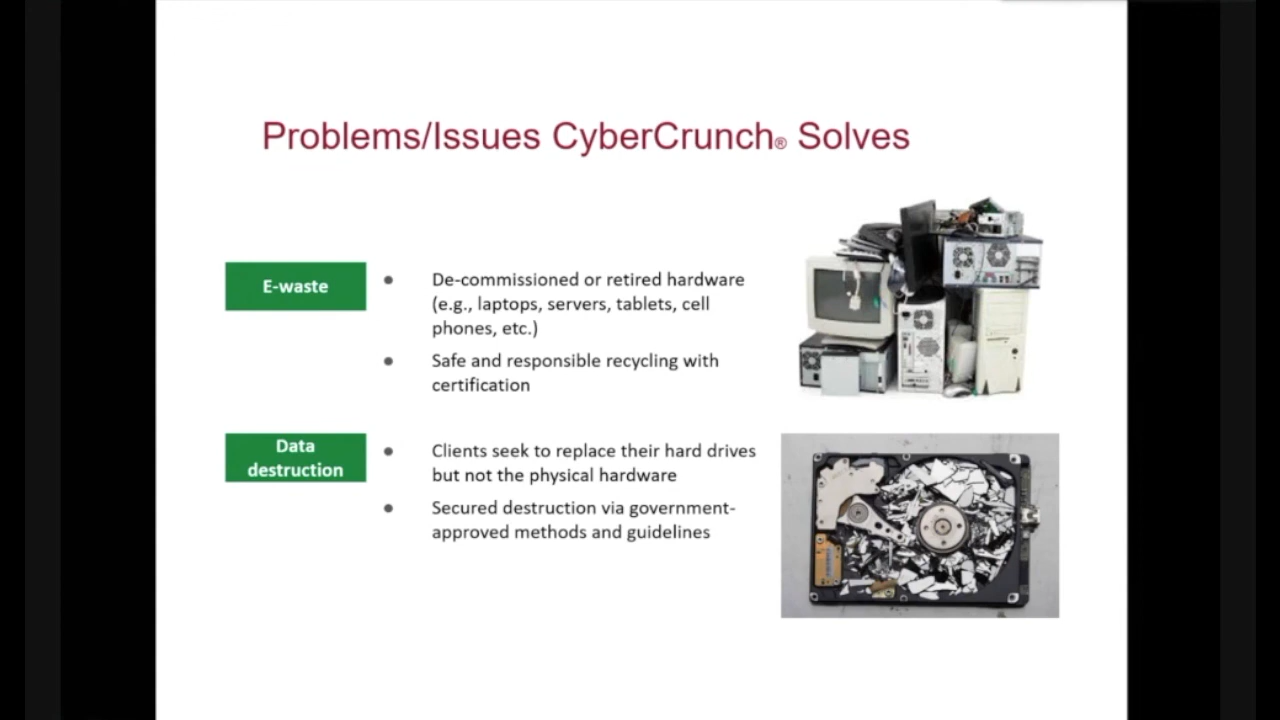 Problems/Issues CyberCrunch® Solves
E-waste
● De-commissioned or retired hardware
(e.g., laptops, servers, tablets, cell
phones, etc.)
● Safe and responsible recycling with
certification
Data
destruction
● Clients seek to replace their hard drives
but not the physical hardware
● Secured destruction via government-
approved methods and guidelines